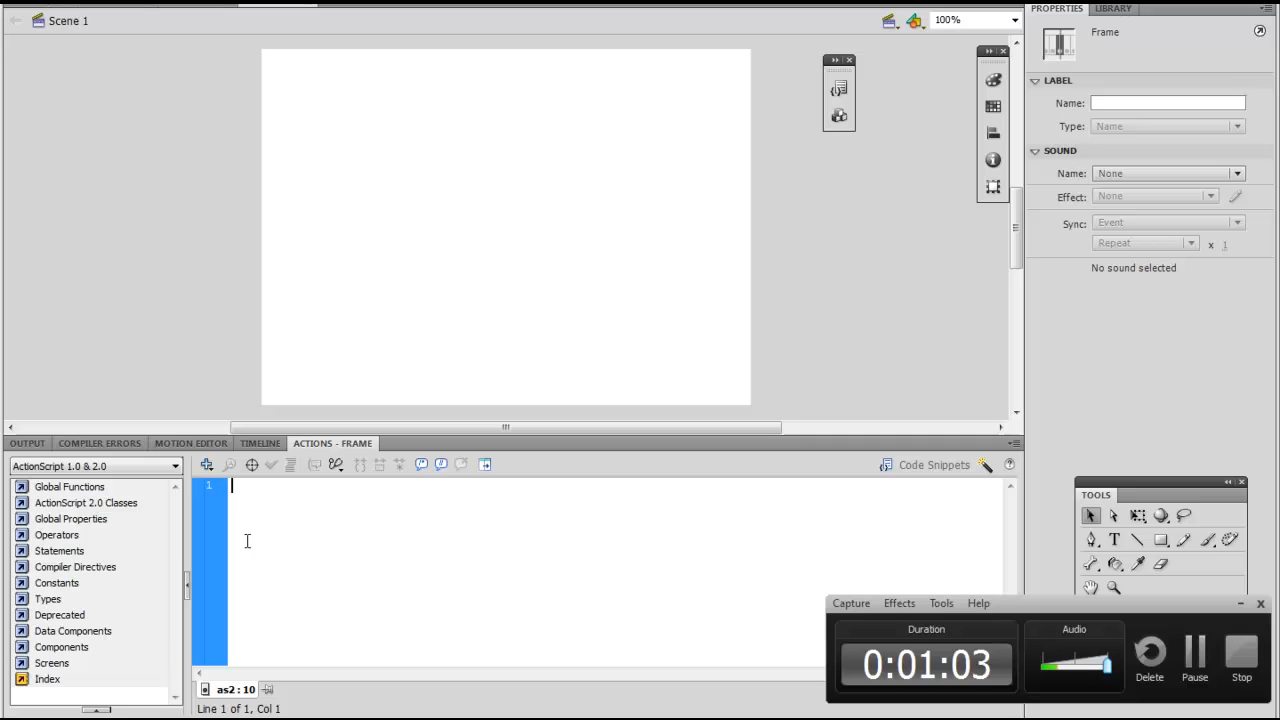 Scene 1
100%
PROPERTIES
LIBRARY
Frame
LABEL
Name:
Type:
Name
SOUND
Name:
None
Effect:
None
Sync:
Event
Repeat
x 1
No sound selected
OUTPUT
COMPILER ERRORS
MOTION EDITOR
TIMELINE
ACTIONS - FRAME
ActionScript 1.0 & 2.0
Code Snippets
Global Functions
ActionScript 2.0 Classes
Global Properties
Operators
Statements
Compiler Directives
Constants
Types
Deprecated
Data Components
Components
Screens
Index
1
as2 : 10
Line 1 of 1, Col 1
TOOLS
Capture
Effects
Tools
Help
Duration
0:01:03
Audio
Delete
Pause
Stop